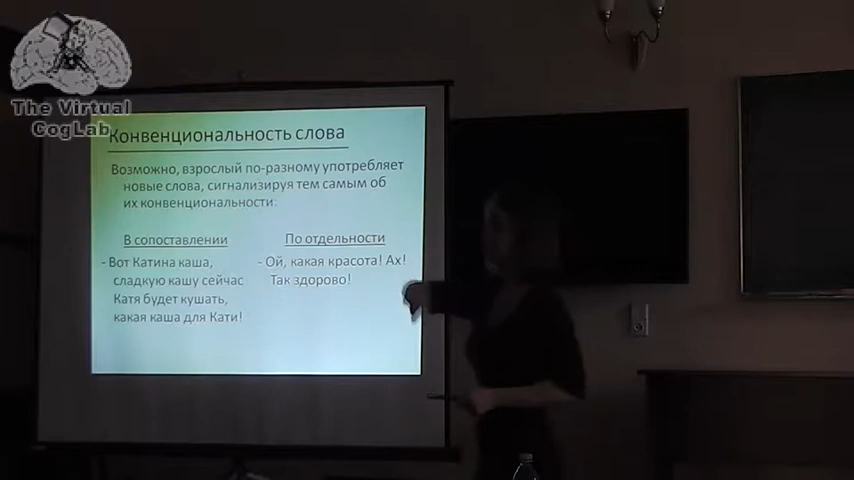 The Virtual
CogLab
Конвенциональность слова
Возможно, взрослый по-разному употребляет
новые слова, сигнализируя тем самым об
их конвенциональности:
В сопоставлении
- Вот Катина каша,
сладкую кашу сейчас
Катя будет кушать,
какая каша для Кати!
По отдельности
- Ой, какая красота! Ах!
Так здорово!